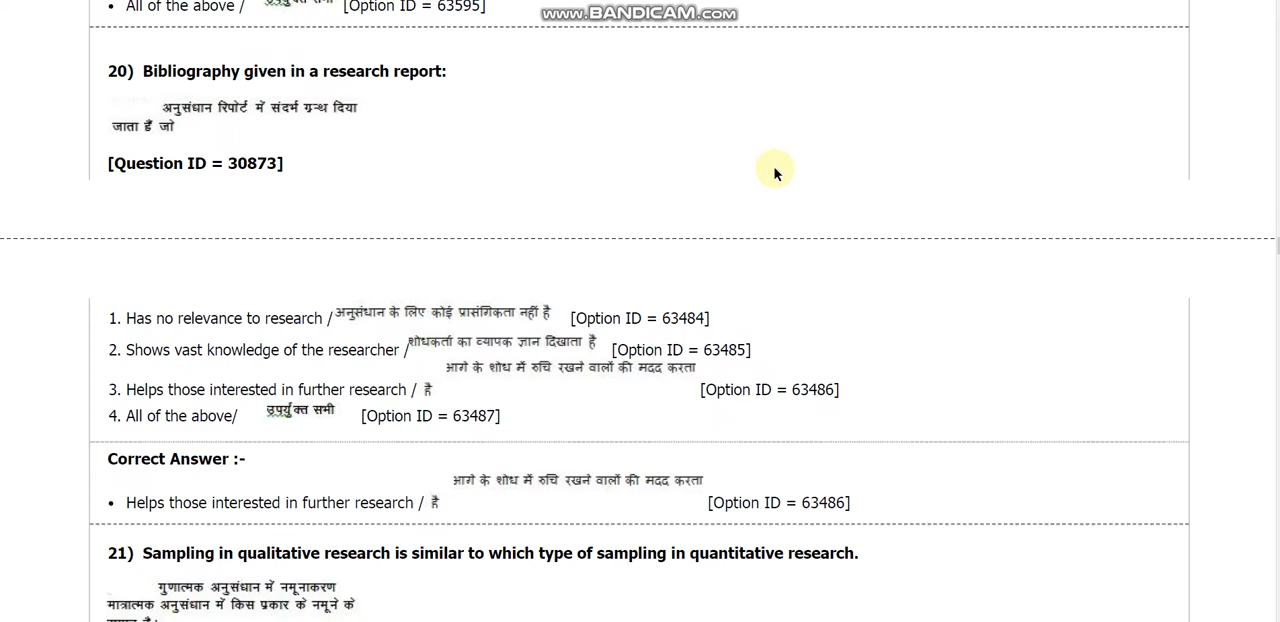 www.BANDICAM.com
• All of the above / [Option ID = 63595]
20) Bibliography given in a research report:
अनुसंधान रिपोर्ट में संदर्भ ग्रन्थ दिया
जाता हैं जो
[Question ID = 30873]
1. Has no relevance to research / अनुसंधान के लिए कोई प्रासंगिकता नहीं है [Option ID = 63484]
2. Shows vast knowledge of the researcher / शोधकर्ता का व्यापक ज्ञान दिखाता है [Option ID = 63485]
आगे के शोध में रुचि रखने वालों की मदद करता
3. Helps those interested in further research / है [Option ID = 63486]
4. All of the above/ उपर्युक्त सभी [Option ID = 63487]
Correct Answer :-
आगे के शोध में रुचि रखने वालों की मदद करता
• Helps those interested in further research / है [Option ID = 63486]
21) Sampling in qualitative research is similar to which type of sampling in quantitative research.
गुणात्मक अनुसंधान में नमूनाकरण
मात्रात्मक अनुसंधान में किस प्रकार के नमूने के